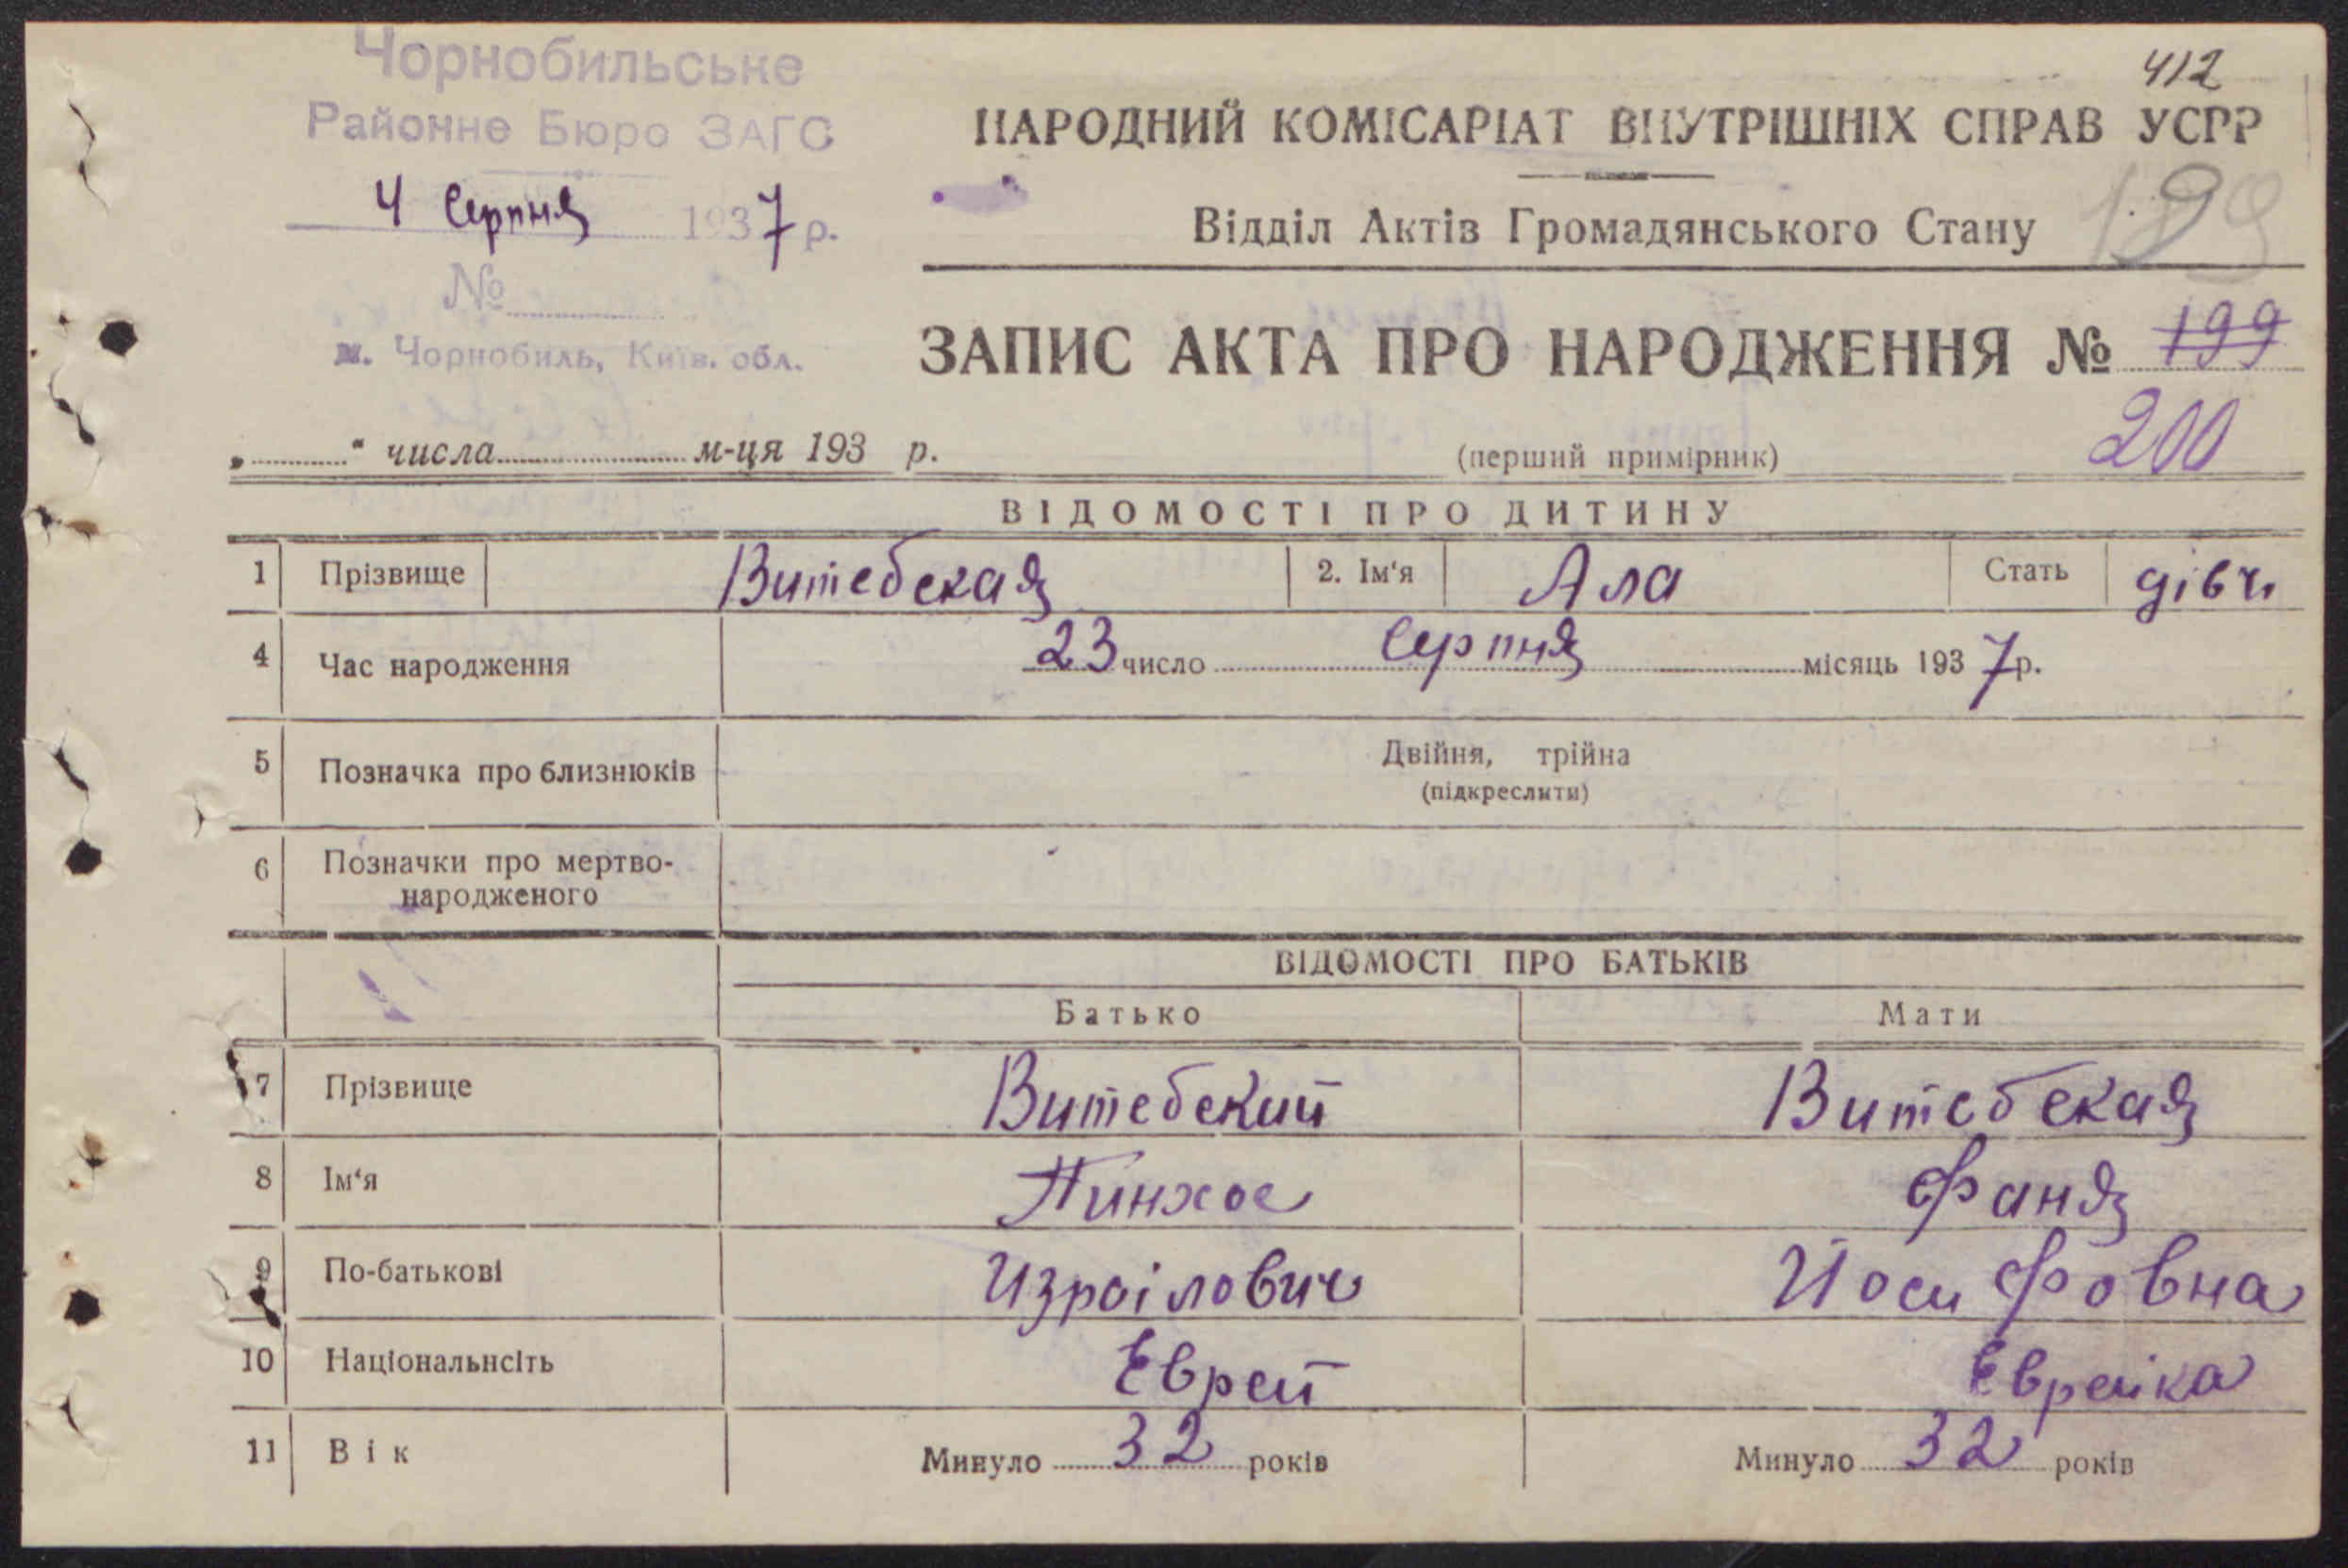 412
Чорнобильське
Районне Бюро ЗАГС
4 Серпня 1937 р.
№
м. Чорнобиль, Київ. обл.
НАРОДНИЙ КОМІСАРІАТ ВНУТРІШНІХ СПРАВ УСРР
Відділ Актів Громадянського Стану
ЗАПИС АКТА ПРО НАРОДЖЕННЯ № 199
200
„ “ числа м-ця 193 р.
(перший примірник)
ВІДОМОСТІ ПРО ДИТИНУ
1 Прізвище Витебская 2. Ім‘я Ала Стать дівч.
4 Час народження 23 число Серпня місяць 1937 р.
5 Позначка про близнюків Двійня, трійна
(підкреслити)
6 Позначки про мертво-
народженого
ВІДОМОСТІ ПРО БАТЬКІВ
Батько Мати
7 Прізвище Витебский Витебская
8 Ім‘я Пинхос Фаня
9 По-батькові Изроілович Йосифовна
10 Національнсіть Еврей Еврейка
11 Вік Минуло 32 років Минуло 32 років